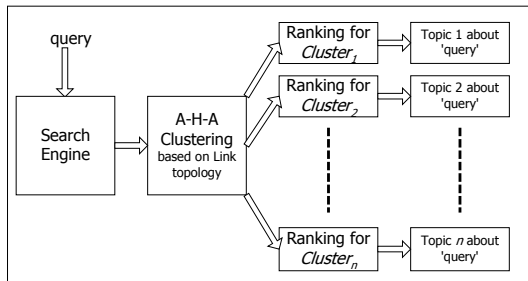 query
Search
Engine
A-H-A
Clustering
based on Link
topology
Ranking for
Cluster1
Topic 1 about
'query'
Ranking for
Cluster2
Topic 2 about
'query'
Ranking for
Clustern
Topic n about
'query'